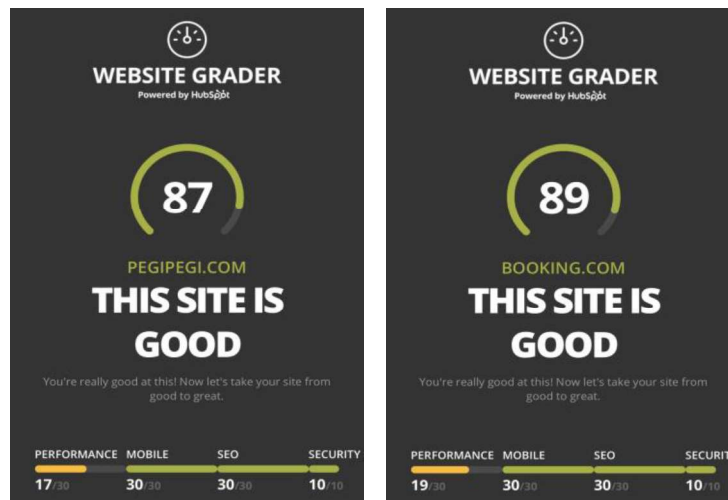 WEBSITE GRADER
Powered by HubSpot
87
PEGIPEGI.COM
THIS SITE IS
GOOD
You're really good at this! Now let's take your site from
good to great.
PERFORMANCE MOBILE SEO SECURITY
17/30 30/30 30/30 10/10
WEBSITE GRADER
Powered by HubSpot
89
BOOKING.COM
THIS SITE IS
GOOD
You're really good at this! Now let's take your site from
good to great.
PERFORMANCE MOBILE SEO SECURIT
19/30 30/30 30/30 10/10